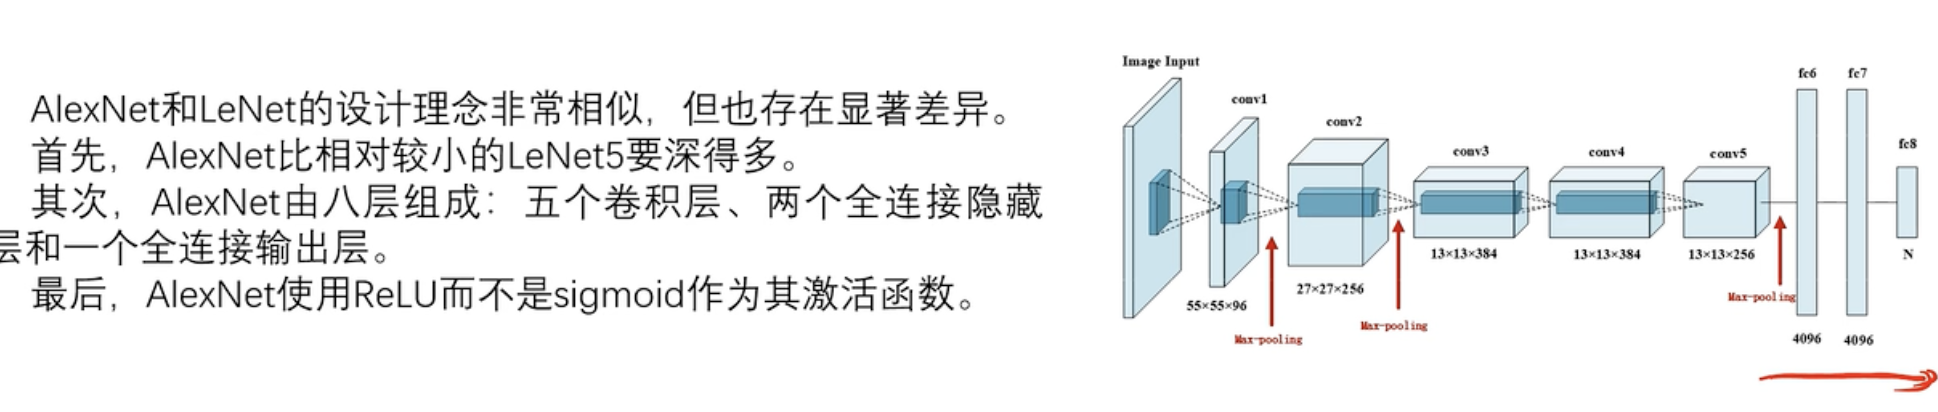 AlexNet和LeNet的设计理念非常相似，但也存在显著差异。
首先，AlexNet比相对较小的LeNet5要深得多。
其次，AlexNet由八层组成：五个卷积层、两个全连接隐藏
层和一个全连接输出层。
最后，AlexNet使用ReLU而不是sigmoid作为其激活函数。
Image Input
conv1
conv2
conv3
conv4
conv5
fc6
fc7
fc8
55×55×96
27×27×256
13×13×384
13×13×384
13×13×256
Max-pooling
Max-pooling
Max-pooling
4096
4096
N